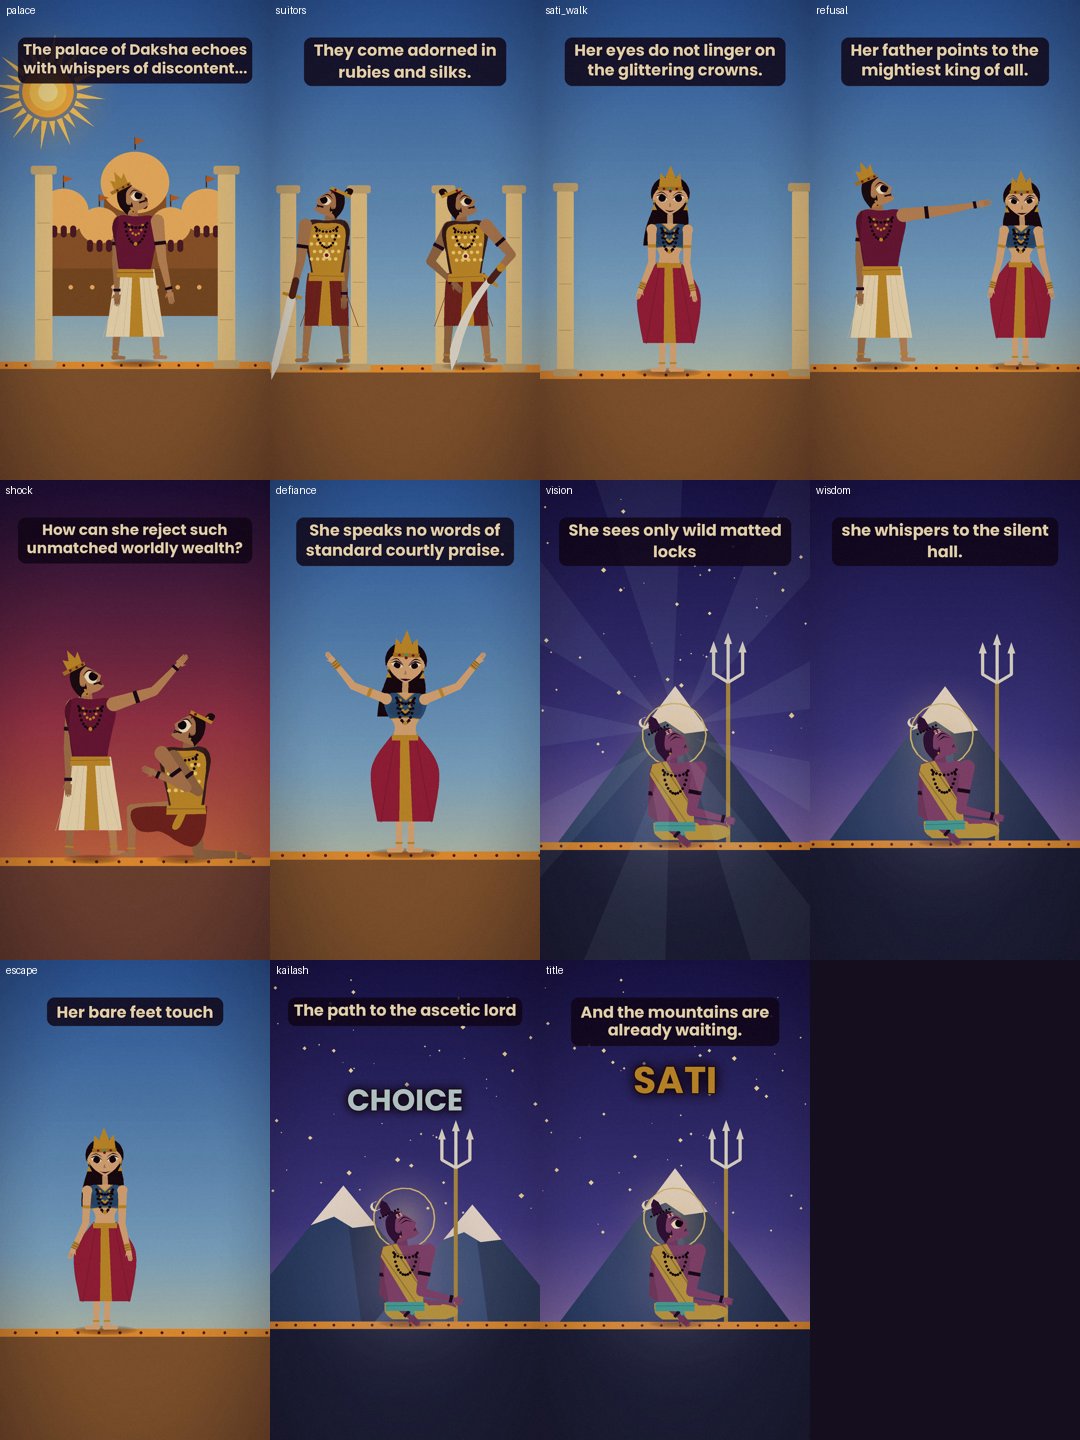 palace
The palace of Daksha echoes
with whispers of discontent...
suitors
They come adorned in
rubies and silks.
sati_walk
Her eyes do not linger on
the glittering crowns.
refusal
Her father points to the
mightiest king of all.
shock
How can she reject such
unmatched worldly wealth?
defiance
She speaks no words of
standard courtly praise.
vision
She sees only wild matted
locks
wisdom
she whispers to the silent
hall.
escape
Her bare feet touch
kailash
The path to the ascetic lord
CHOICE
title
And the mountains are
already waiting.
SATI